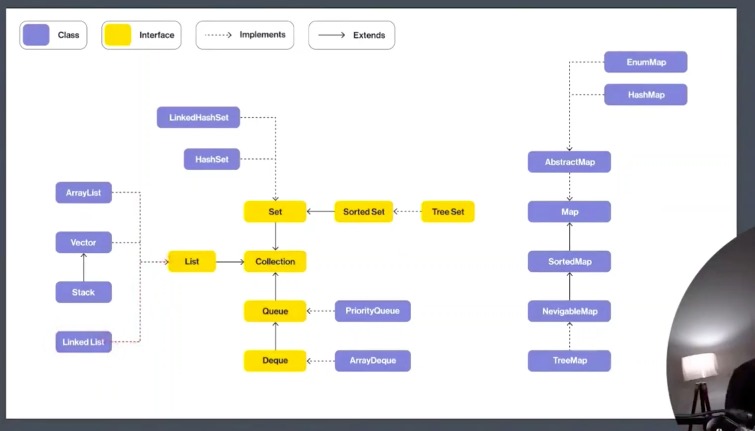 Class
Interface
Implements
Extends
EnumMap
HashMap
LinkedHashSet
HashSet
AbstractMap
ArrayList
Set
Sorted Set
Tree Set
Map
Vector
List
Collection
SortedMap
Stack
Queue
PriorityQueue
NevigableMap
Linked List
Deque
ArrayDeque
TreeMap